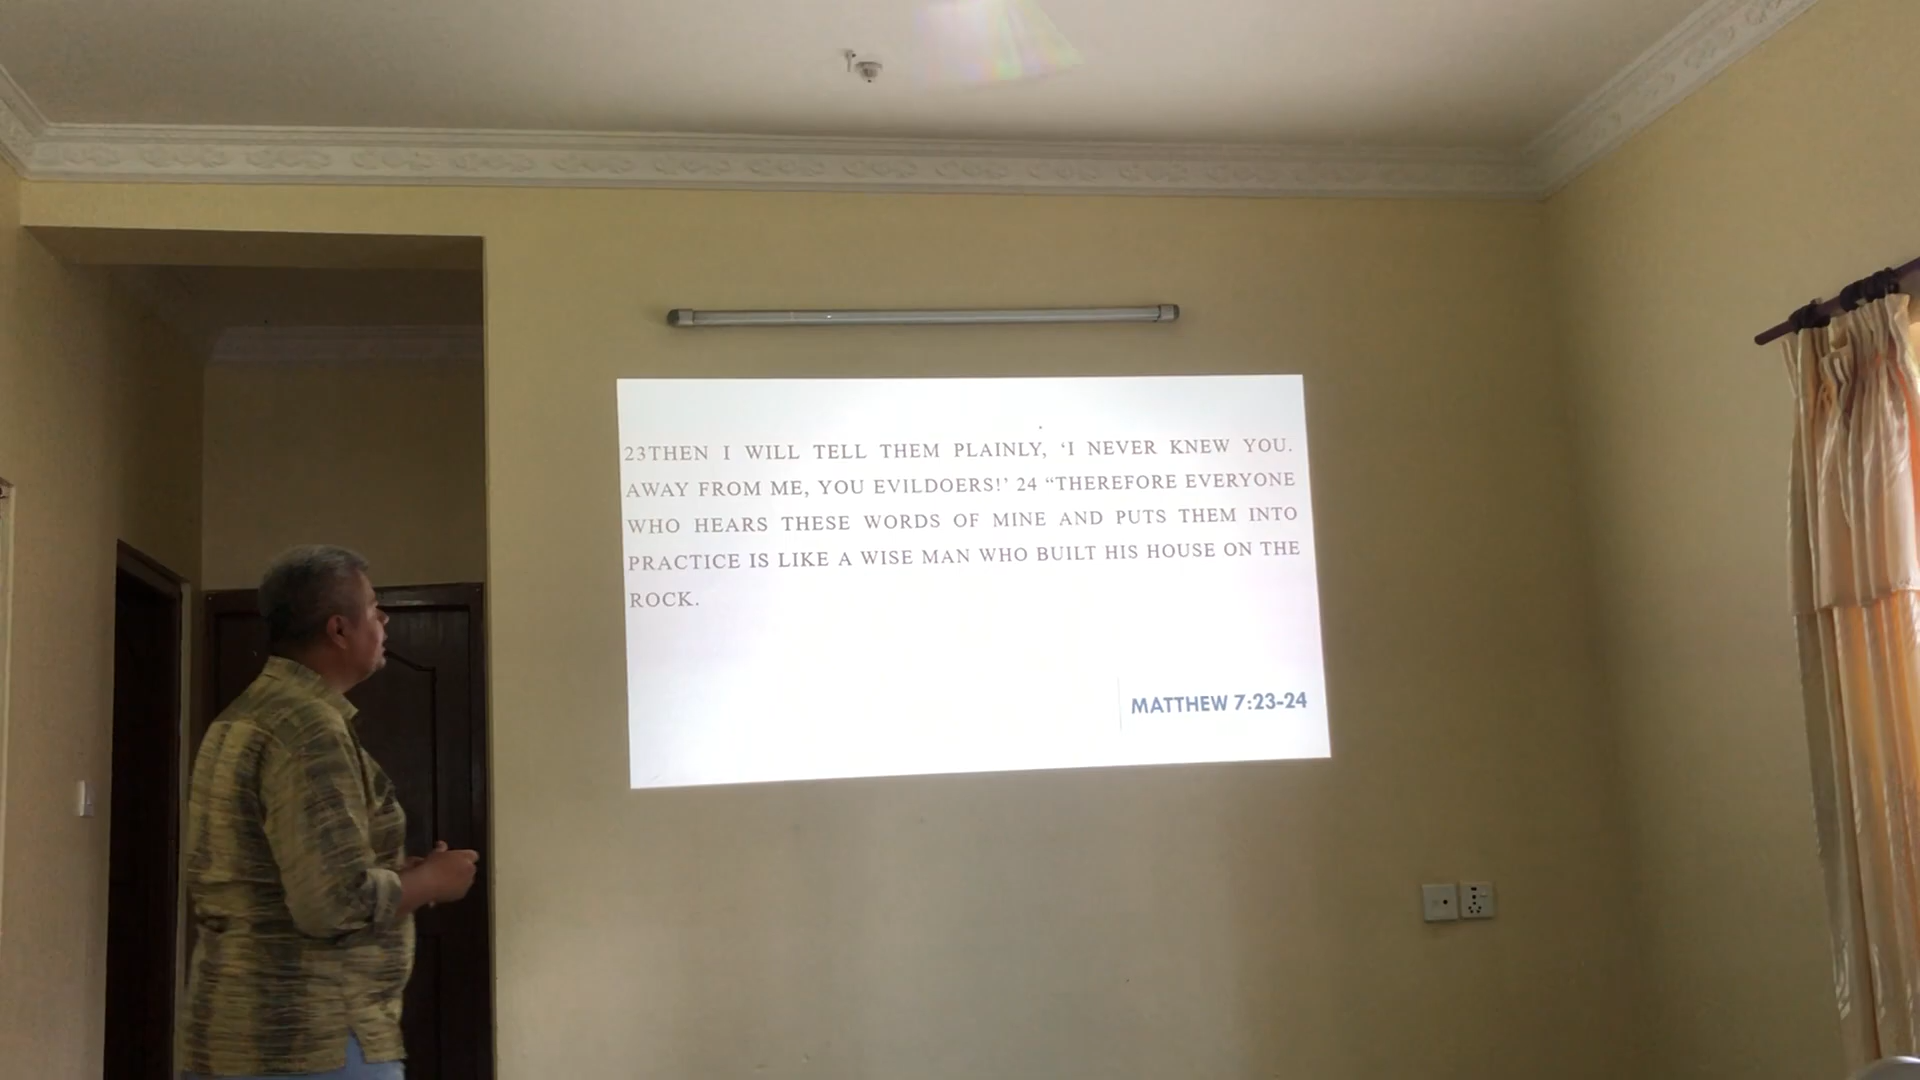 23THEN I WILL TELL THEM PLAINLY, ‘I NEVER KNEW YOU.
AWAY FROM ME, YOU EVILDOERS!’ 24 “THEREFORE EVERYONE
WHO HEARS THESE WORDS OF MINE AND PUTS THEM INTO
PRACTICE IS LIKE A WISE MAN WHO BUILT HIS HOUSE ON THE
ROCK.
MATTHEW 7:23-24